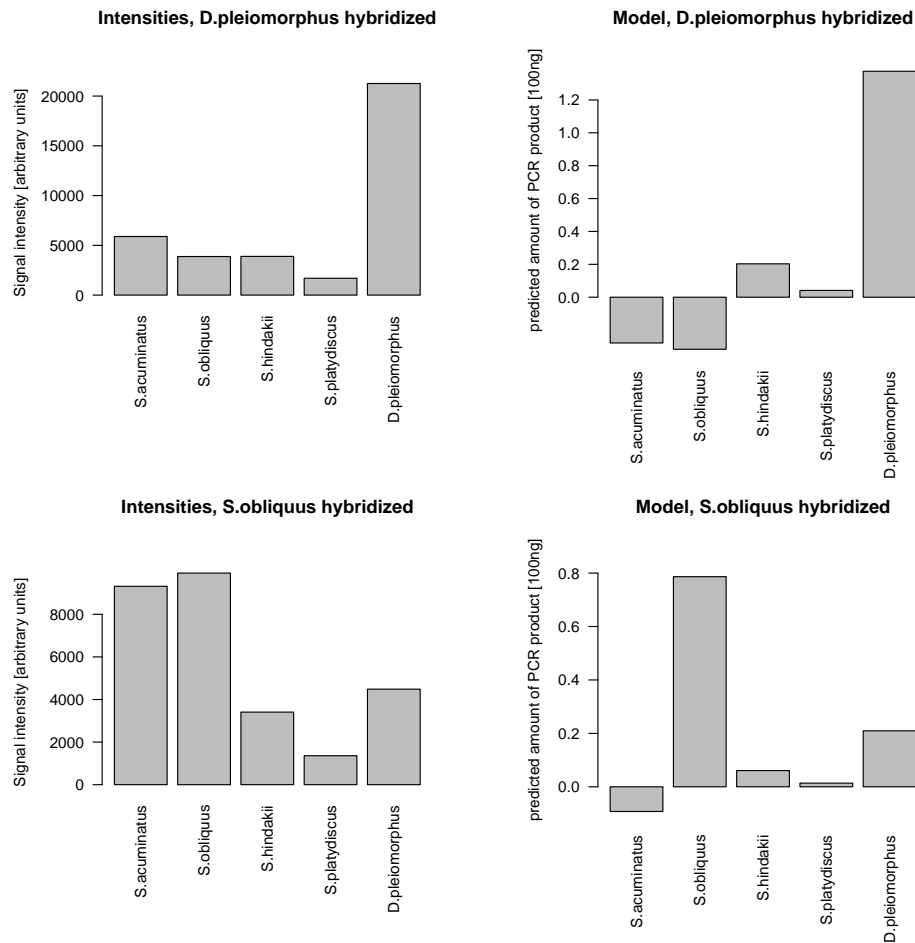 Intensities, D.pleiomorphus hybridized
Signal intensity [arbitrary units]
20000
15000
10000
5000
0
S.acuminatus
S.obliquus
S.hindakii
S.platydiscus
D.pleiomorphus
Model, D.pleiomorphus hybridized
predicted amount of PCR product [100ng]
1.2
1.0
0.8
0.6
0.4
0.2
0.0
S.acuminatus
S.obliquus
S.hindakii
S.platydiscus
D.pleiomorphus
Intensities, S.obliquus hybridized
Signal intensity [arbitrary units]
8000
6000
4000
2000
0
S.acuminatus
S.obliquus
S.hindakii
S.platydiscus
D.pleiomorphus
Model, S.obliquus hybridized
predicted amount of PCR product [100ng]
0.8
0.6
0.4
0.2
0.0
S.acuminatus
S.obliquus
S.hindakii
S.platydiscus
D.pleiomorphus